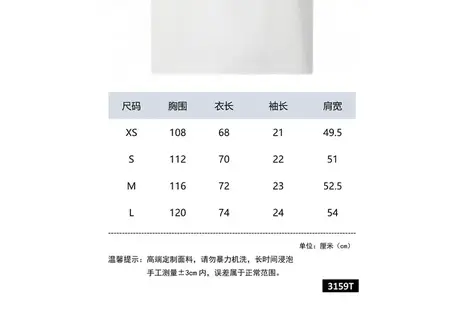 尺码 胸围 衣长 袖长 肩宽
XS 108 68 21 49.5
S 112 70 22 51
M 116 72 23 52.5
L 120 74 24 54
单位：厘米（cm）
温馨提示：高端定制面料，请勿暴力机洗，长时间浸泡
手工测量±3cm内，误差属于正常范围。
3159T